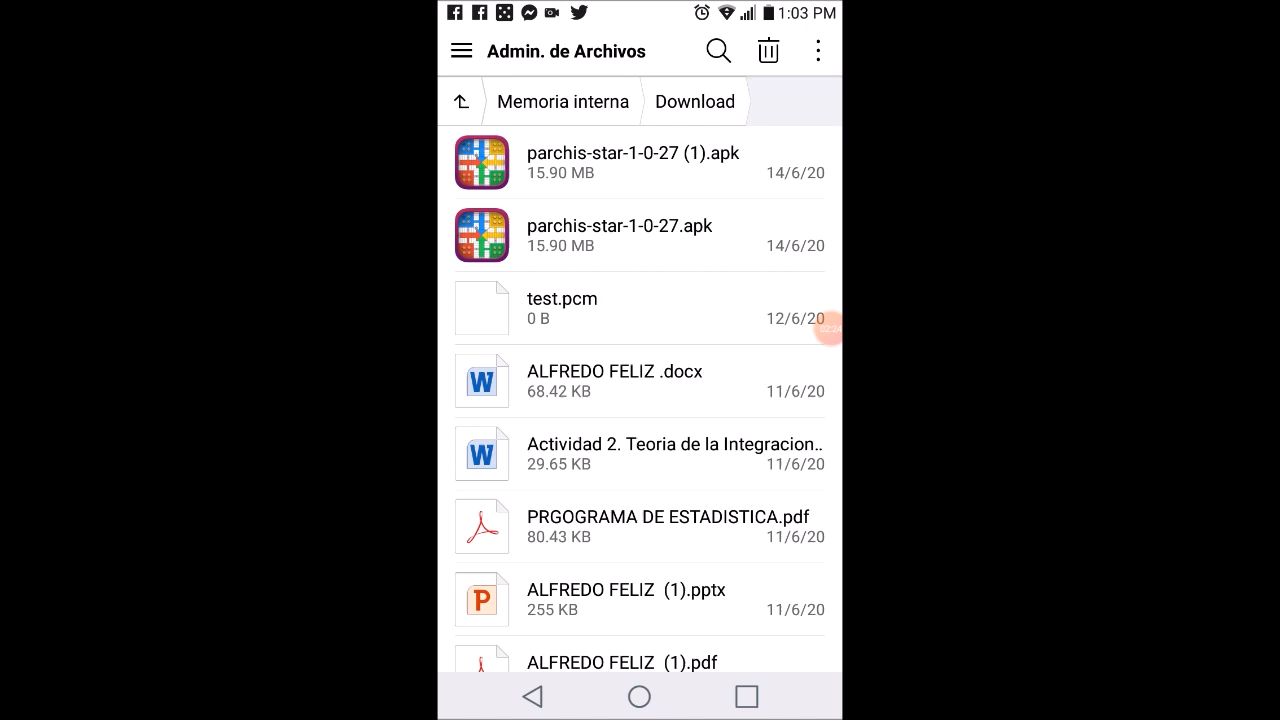 1:03 PM
Admin. de Archivos
Memoria interna
Download
parchis-star-1-0-27 (1).apk
15.90 MB
14/6/20
parchis-star-1-0-27.apk
15.90 MB
14/6/20
test.pcm
0 B
12/6/20
02:24
ALFREDO FELIZ .docx
68.42 KB
11/6/20
Actividad 2. Teoria de la Integracion..
29.65 KB
11/6/20
PRGOGRAMA DE ESTADISTICA.pdf
80.43 KB
11/6/20
ALFREDO FELIZ  (1).pptx
255 KB
11/6/20
ALFREDO FELIZ  (1).pdf